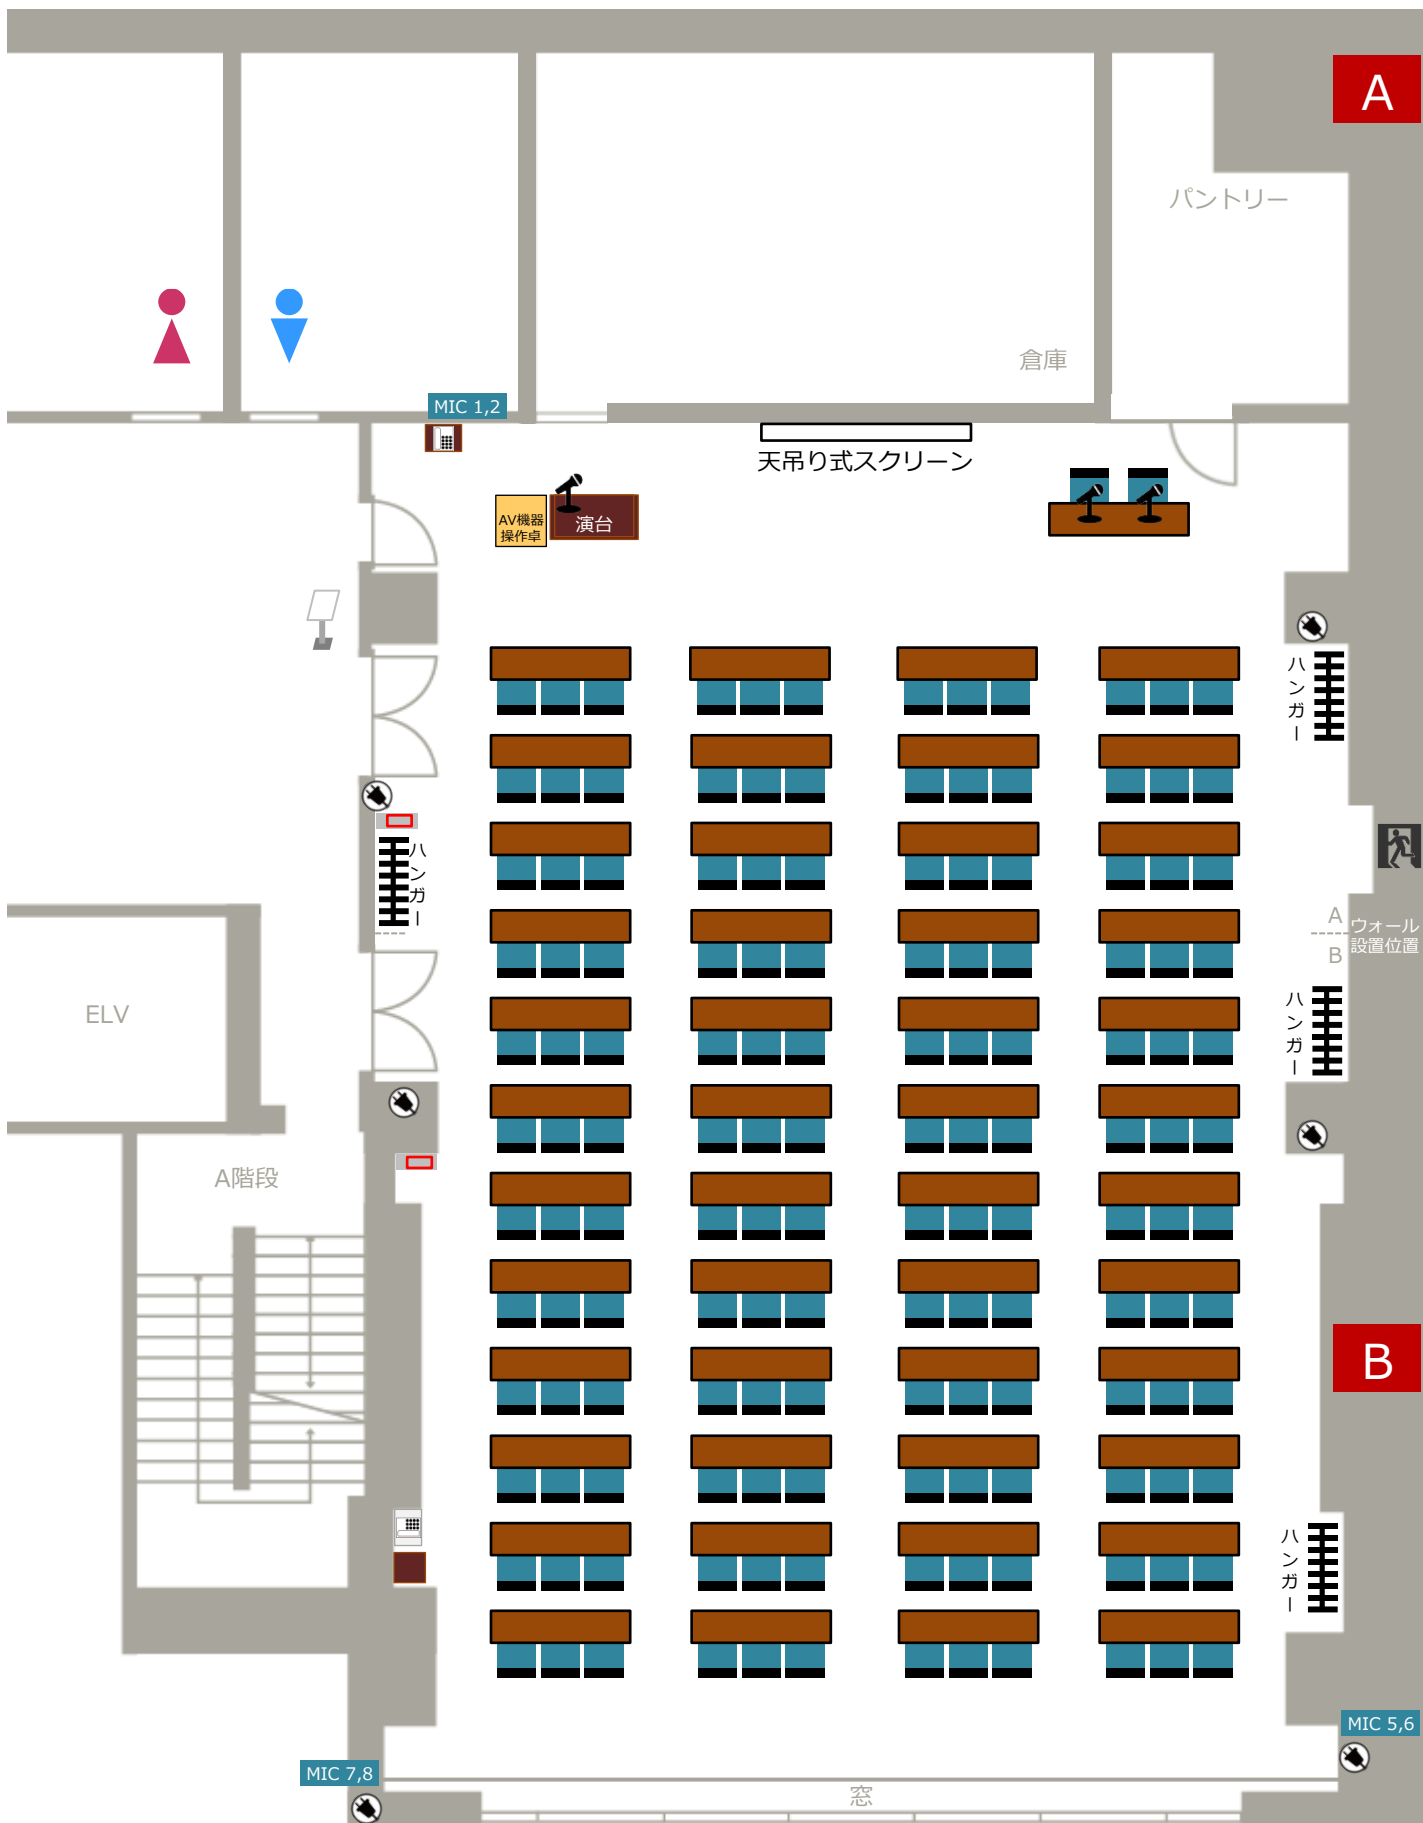 A
パントリー
倉庫
MIC 1,2
天吊り式スクリーン
AV機器
操作卓
演台
ハンガー
ハンガー
A
B
ウォール
設置位置
ハンガー
ELV
A階段
B
ハンガー
MIC 5,6
MIC 7,8
窓